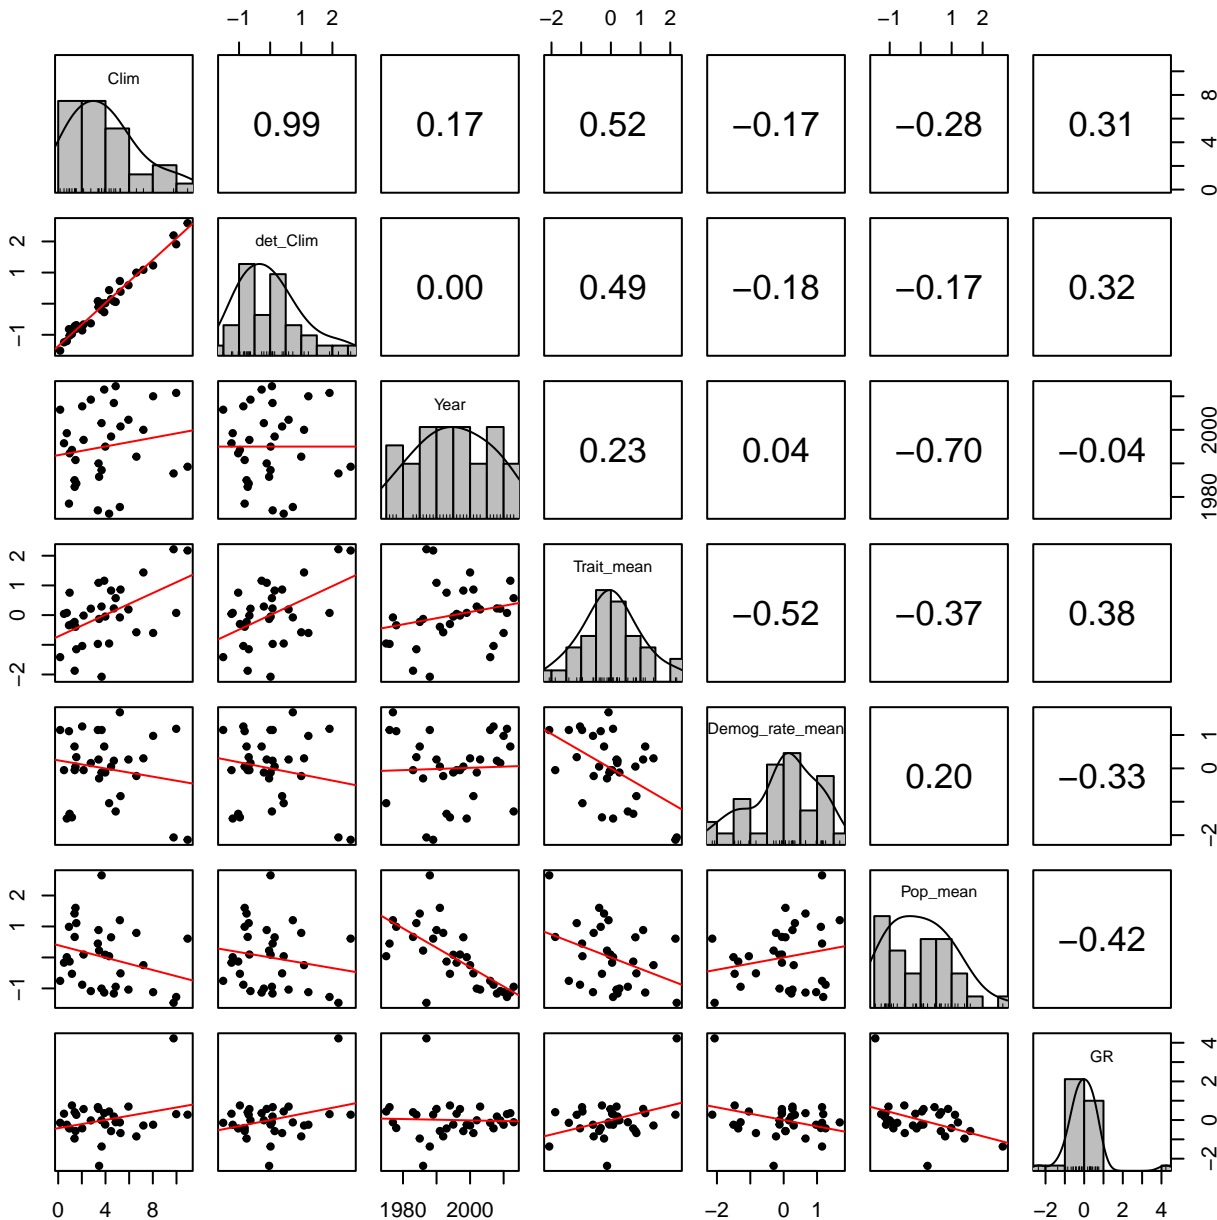 −1 1 2 −2 0 1 2 −1 1 2
Clim 0.99 0.17 0.52 −0.17 −0.28 0.31 0 4 8
−1 1 2 det_Clim 0.00 0.49 −0.18 −0.17 0.32
Year 0.23 0.04 −0.70 −0.04 1980 2000
−2 0 1 2 Trait_mean −0.52 −0.37 0.38
Demog_rate_mean 0.20 −0.33 −2 0 1
−1 1 2 Pop_mean −0.42
GR −2 0 2 4
0 4 8 1980 2000 −2 0 1 −2 0 2 4